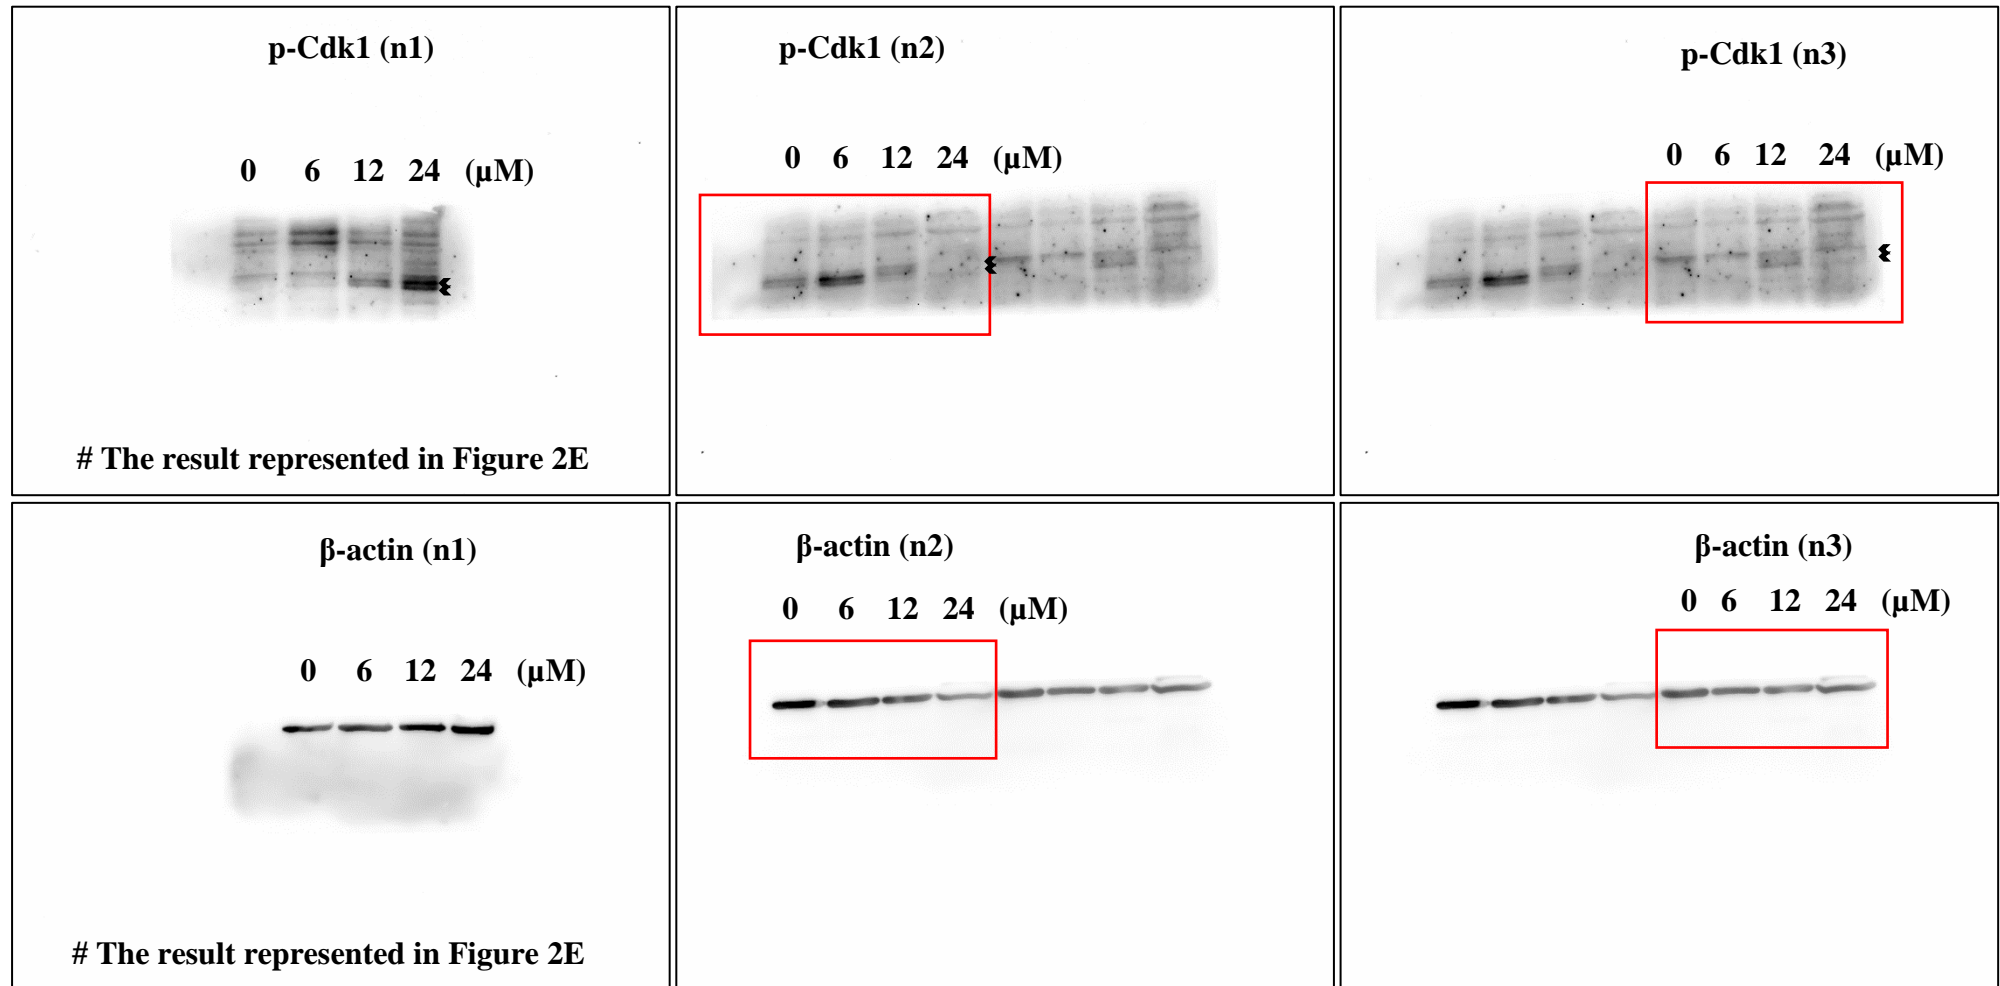 p-Cdk1 (n1)
0 6 12 24 (µM)
# The result represented in Figure 2E
p-Cdk1 (n2)
0 6 12 24 (µM)
p-Cdk1 (n3)
0 6 12 24 (µM)
β-actin (n1)
0 6 12 24 (µM)
# The result represented in Figure 2E
β-actin (n2)
0 6 12 24 (µM)
β-actin (n3)
0 6 12 24 (µM)